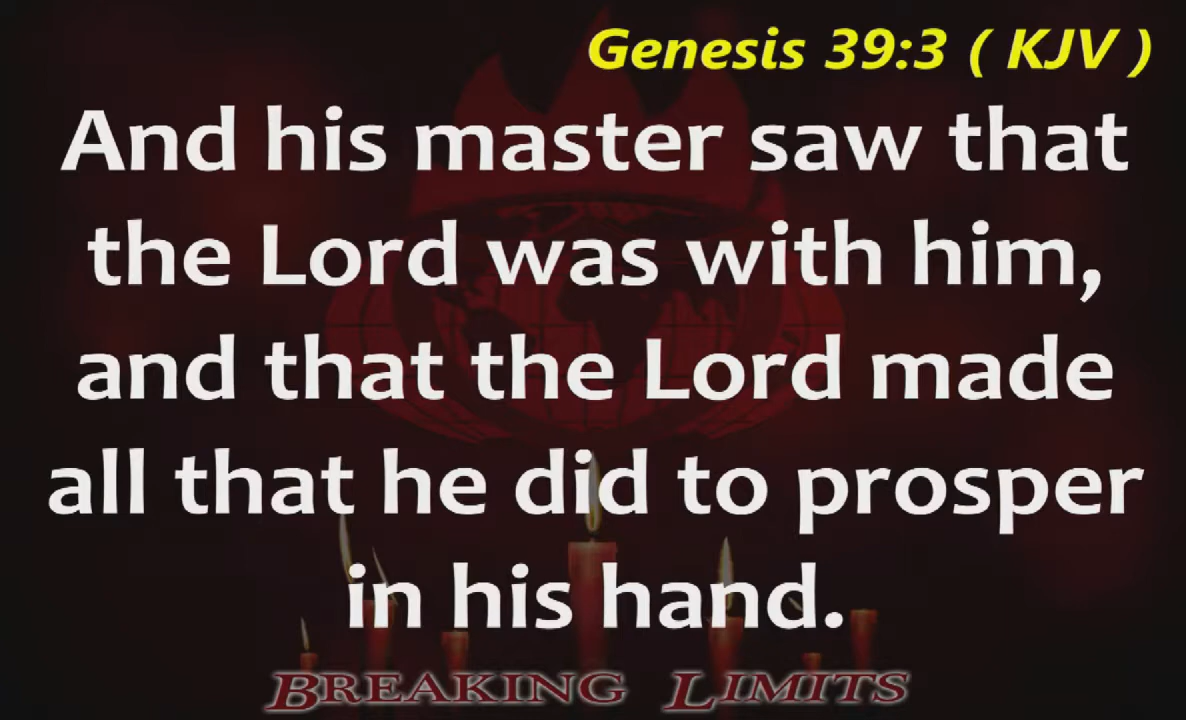 Genesis 39:3 ( KJV )
And his master saw that
the Lord was with him,
and that the Lord made
all that he did to prosper
in his hand.
BREAKING LIMITS